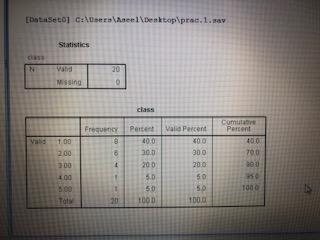 [DataSet0] C:\Users\Aseel\Desktop\prac.1.sav
Statistics
class
N Valid 20
Missing 0
class
Frequency Percent Valid Percent Cumulative Percent
Valid 1.00 8 40.0 40.0 40.0
2.00 6 30.0 30.0 70.0
3.00 4 20.0 20.0 90.0
4.00 1 5.0 5.0 95.0
5.00 1 5.0 5.0 100.0
Total 20 100.0 100.0